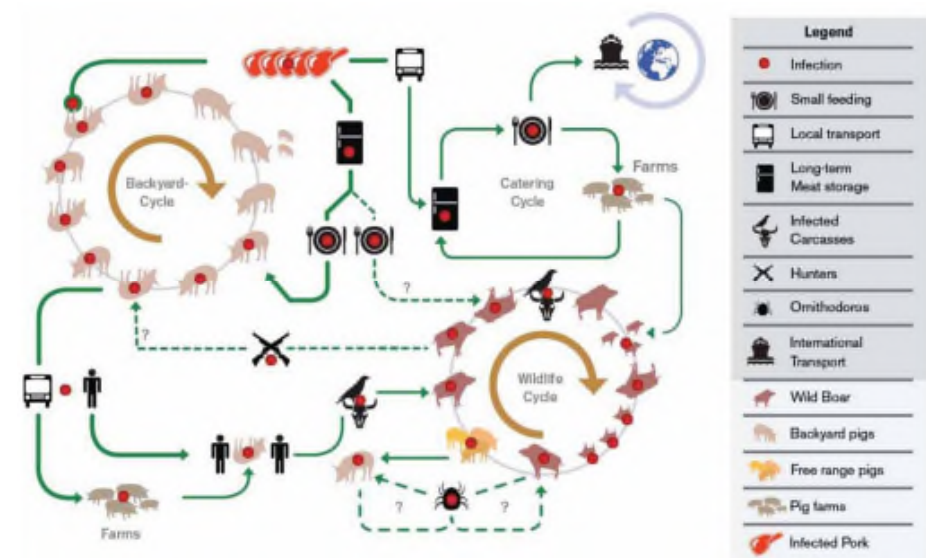 Backyard-
Cycle
Catering
Cycle
Farms
?
?
Wildlife
Cycle
?
?
Farms
Legend
Infection
Small feeding
Local transport
Long-term
Meat storage
Infected
Carcasses
Hunters
Ornithodoros
International
Transport
Wild Boar
Backyard pigs
Free range pigs
Pig farms
Infected Pork